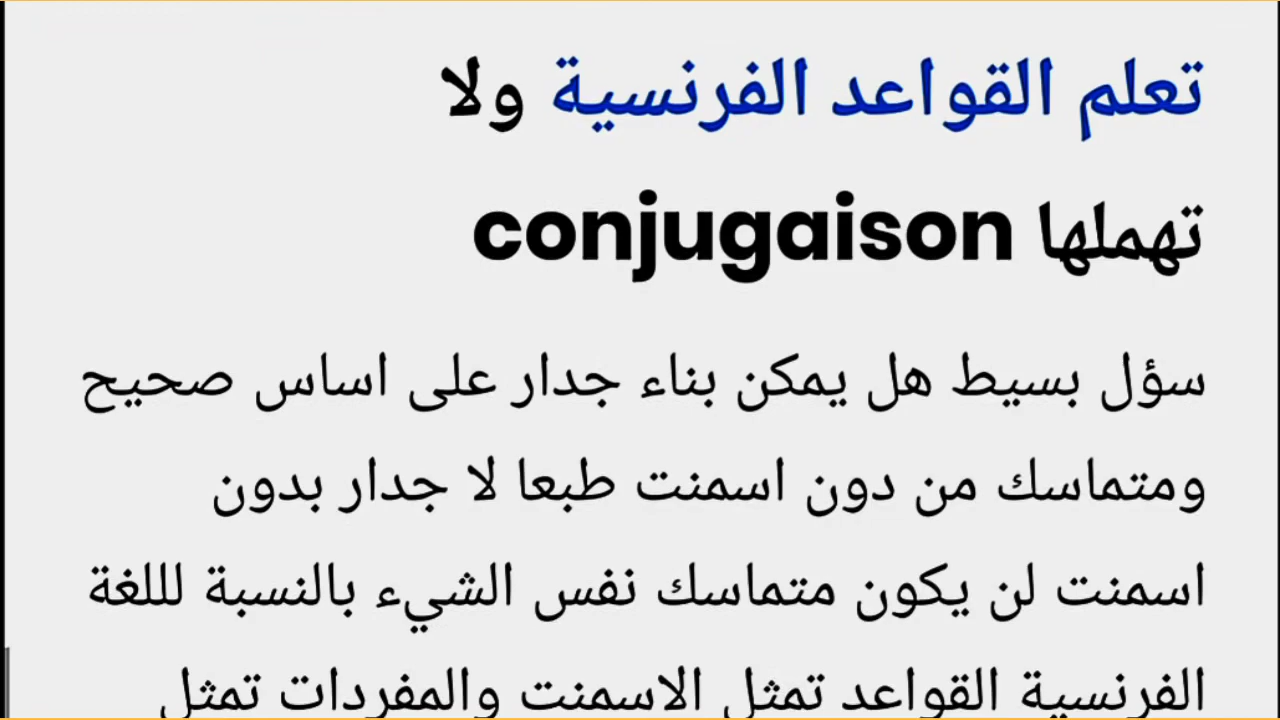 تعلم القواعد الفرنسية ولا
تهملها conjugaison
سؤل بسيط هل يمكن بناء جدار على اساس صحيح
ومتماسك من دون اسمنت طبعا لا جدار بدون
اسمنت لن يكون متماسك نفس الشيء بالنسبة لللغة
الفرنسية القواعد تمثل الاسمنت والمفردات تمثل